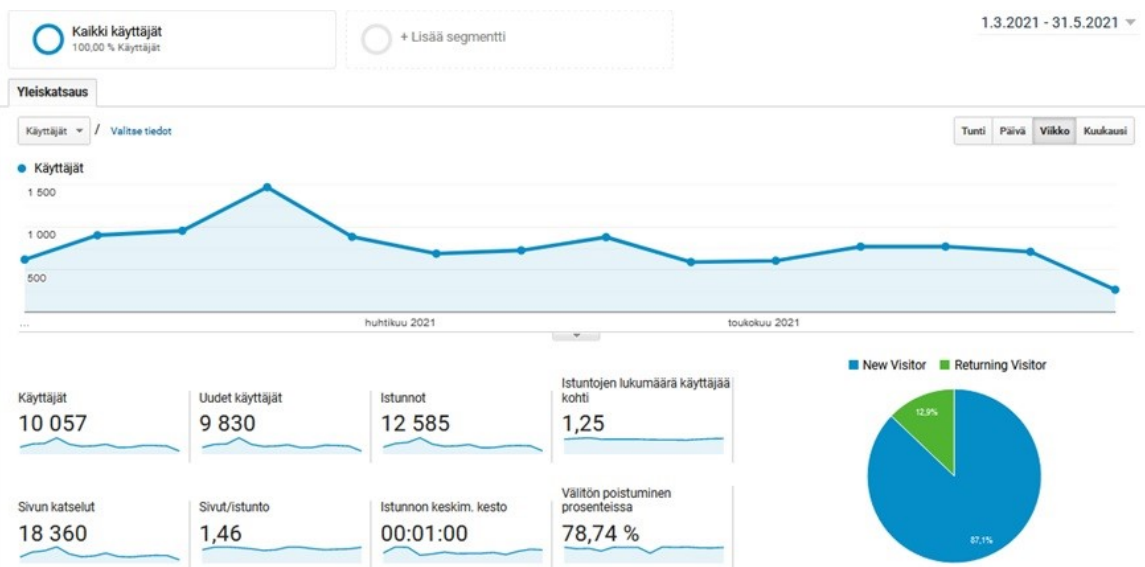 Kaikki käyttäjät
100,00 % Käyttäjät
+ Lisää segmentti
1.3.2021 - 31.5.2021
Yleiskatsaus
Käyttäjät / Valitse tiedot
Tunti Päivä Viikko Kuukausi
Käyttäjät
1 500
1 000
500
...
huhtikuu 2021
toukokuu 2021
New Visitor Returning Visitor
12,9%
87,1%
Käyttäjät
10 057
Uudet käyttäjät
9 830
Istunnot
12 585
Istuntojen lukumäärä käyttäjää
kohti
1,25
Sivun katselut
18 360
Sivut/istunto
1,46
Istunnon keskim. kesto
00:01:00
Välitön poistuminen
prosenteissa
78,74 %